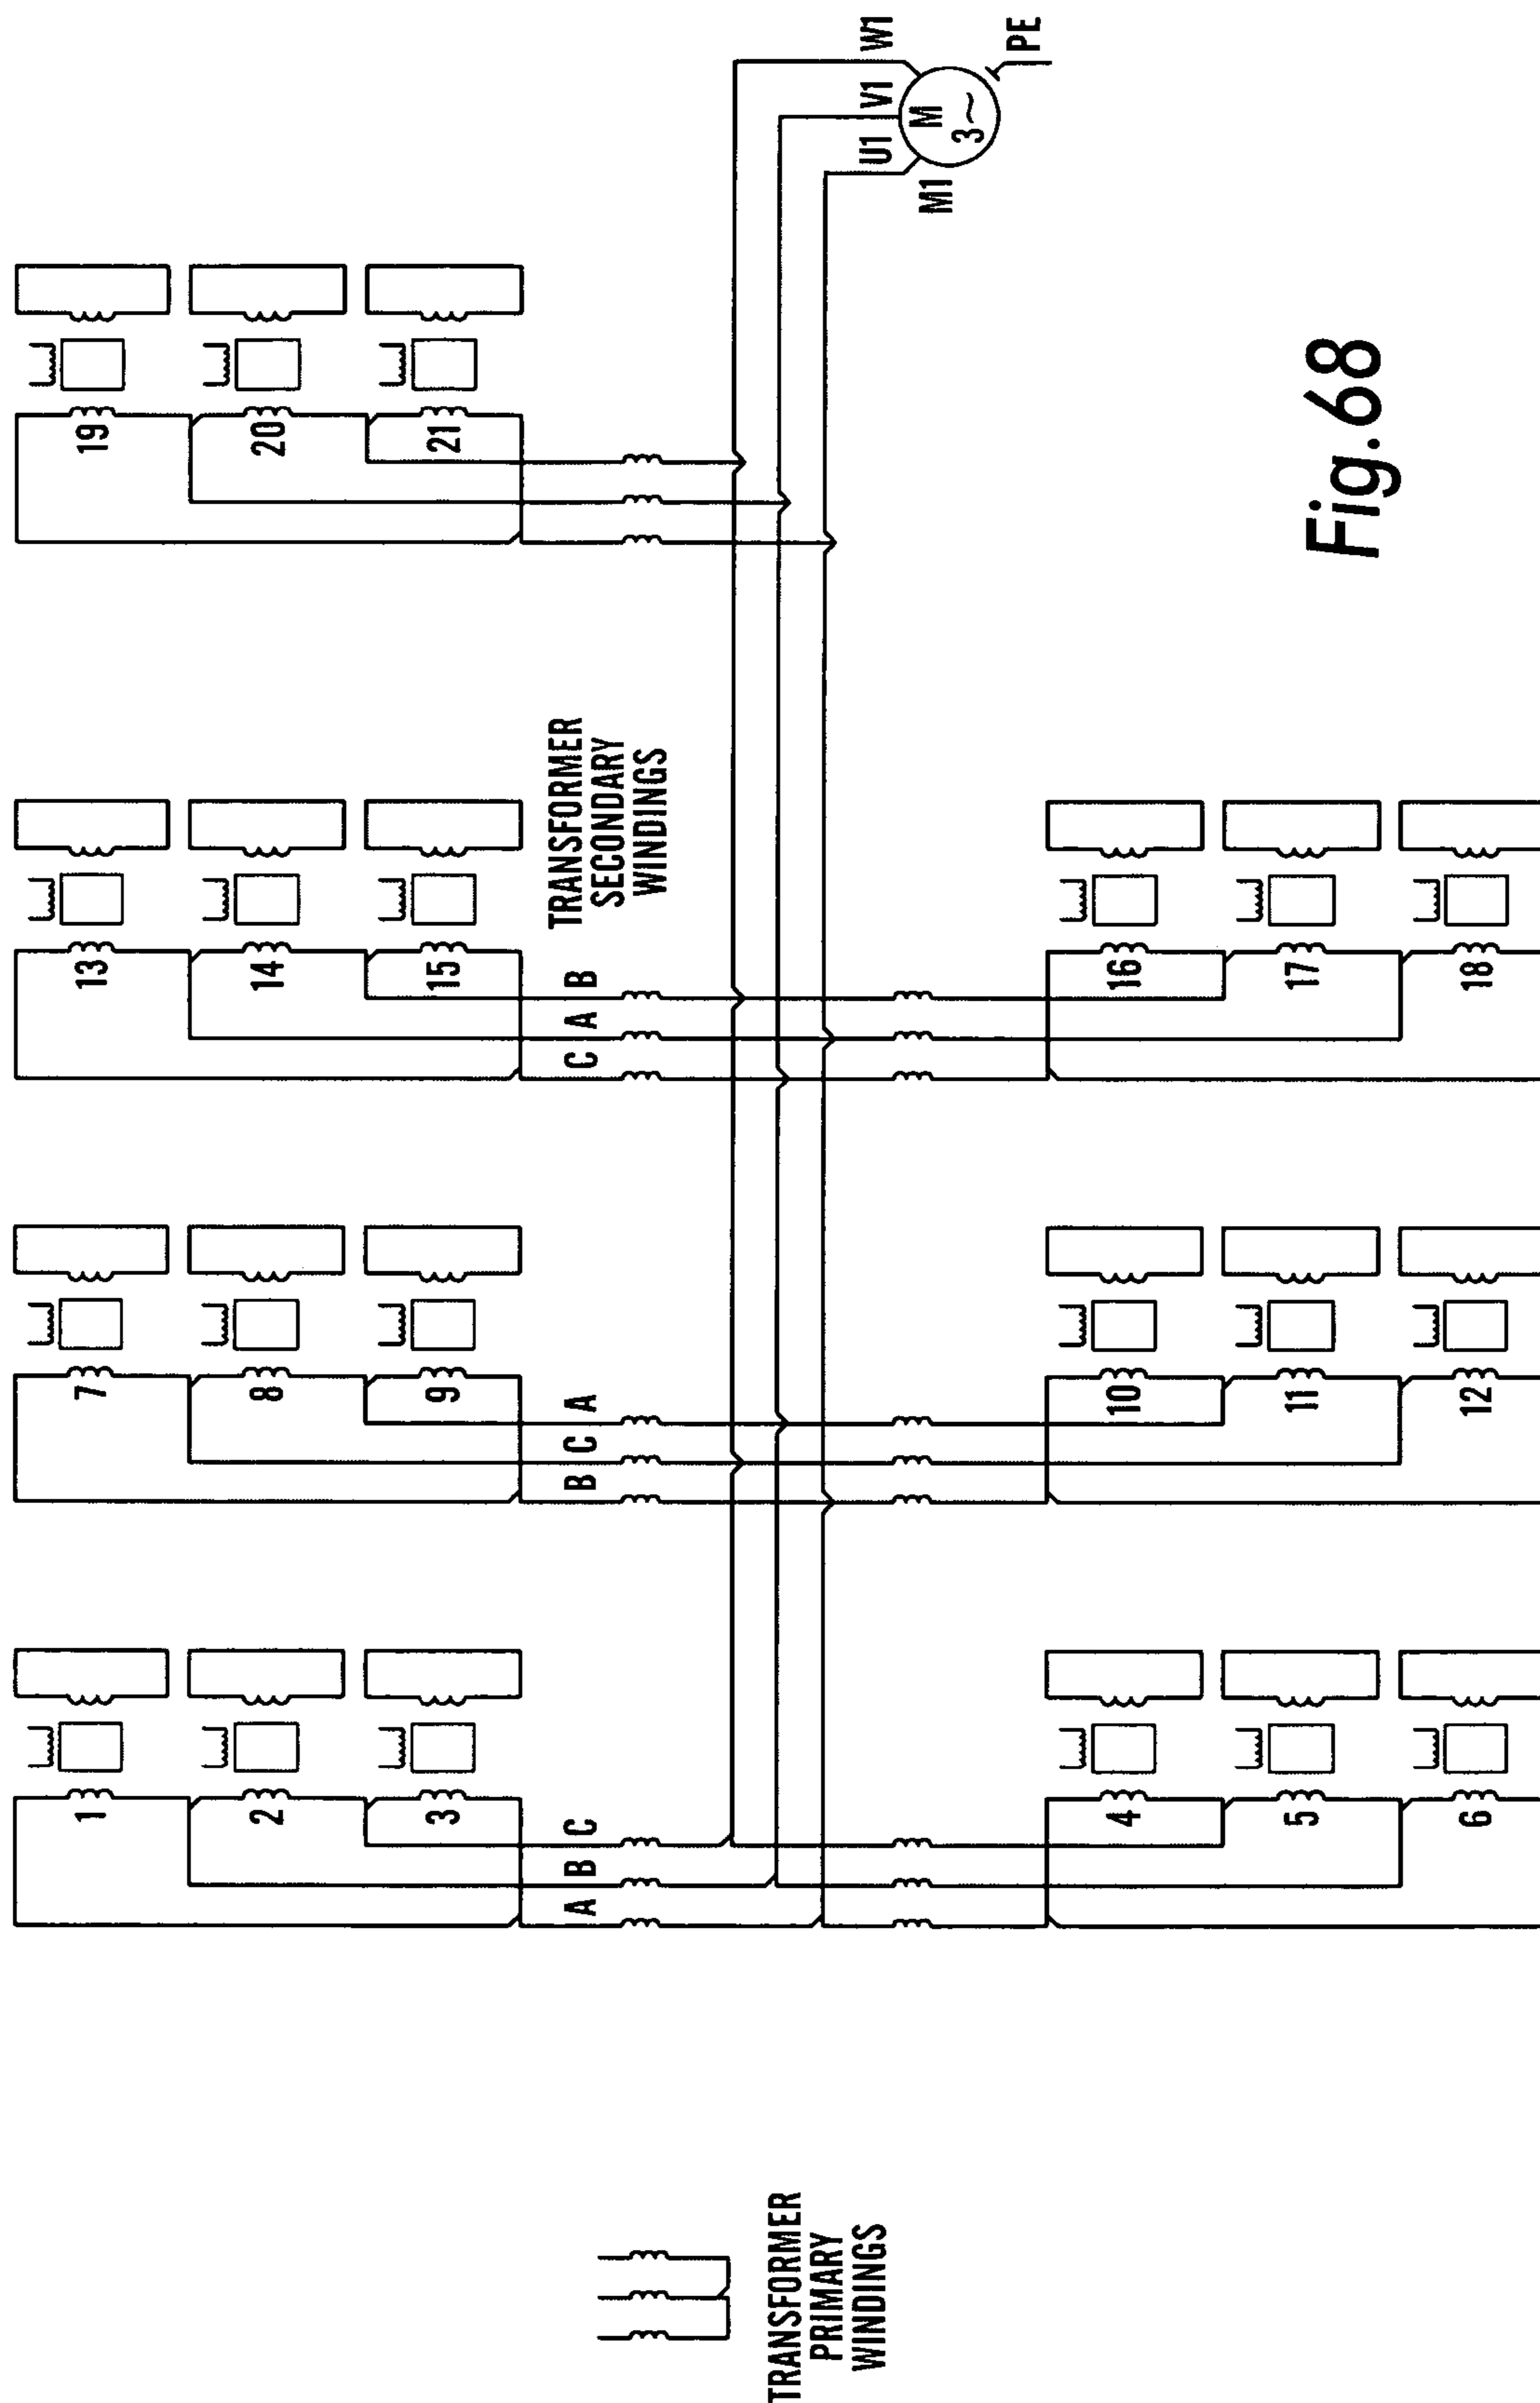 1 7 13 19
2 8 14 20
3 9 15 21
A B C B C A C A B
TRANSFORMER
SECONDARY
WINDINGS
TRANSFORMER
PRIMARY
WINDINGS
U1 V1 W1
M1 M
3~
PE
4 10 16
5 11 17
Fig.68
6 12 18